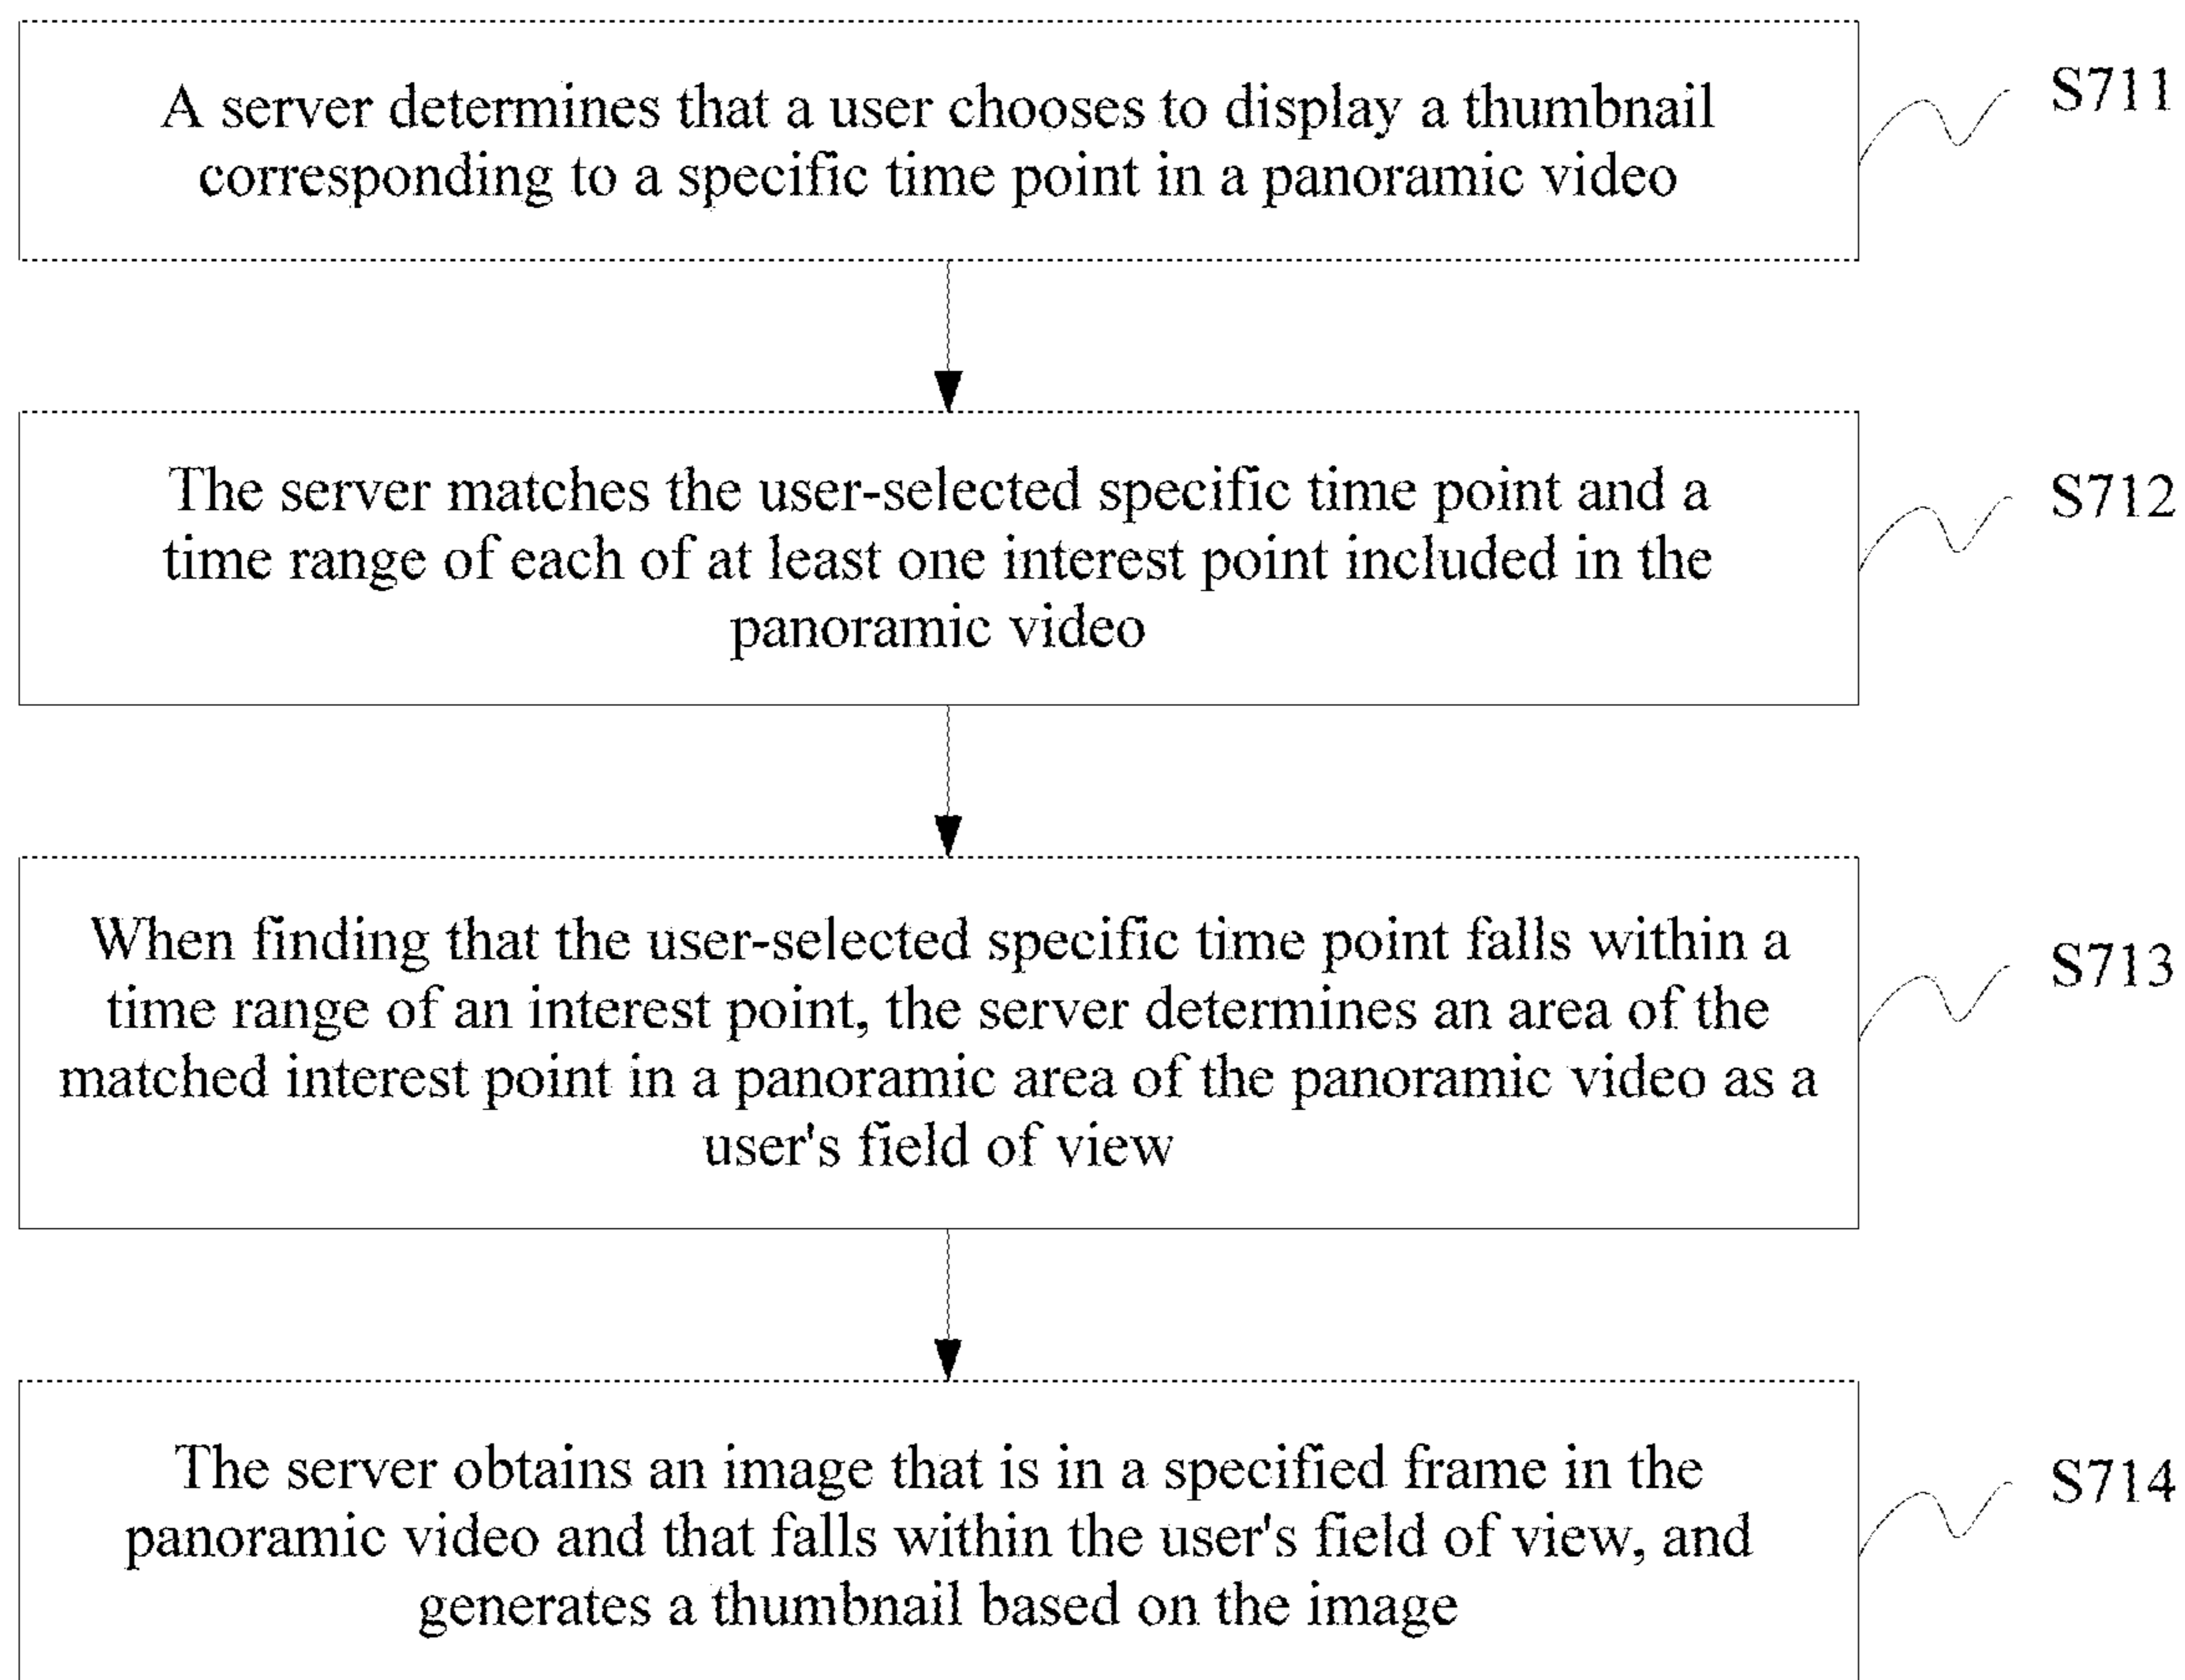 A server determines that a user chooses to display a thumbnail
corresponding to a specific time point in a panoramic video
S711
The server matches the user-selected specific time point and a
time range of each of at least one interest point included in the
panoramic video
S712
When finding that the user-selected specific time point falls within a
time range of an interest point, the server determines an area of the
matched interest point in a panoramic area of the panoramic video as a
user's field of view
S713
The server obtains an image that is in a specified frame in the
panoramic video and that falls within the user's field of view, and
generates a thumbnail based on the image
S714